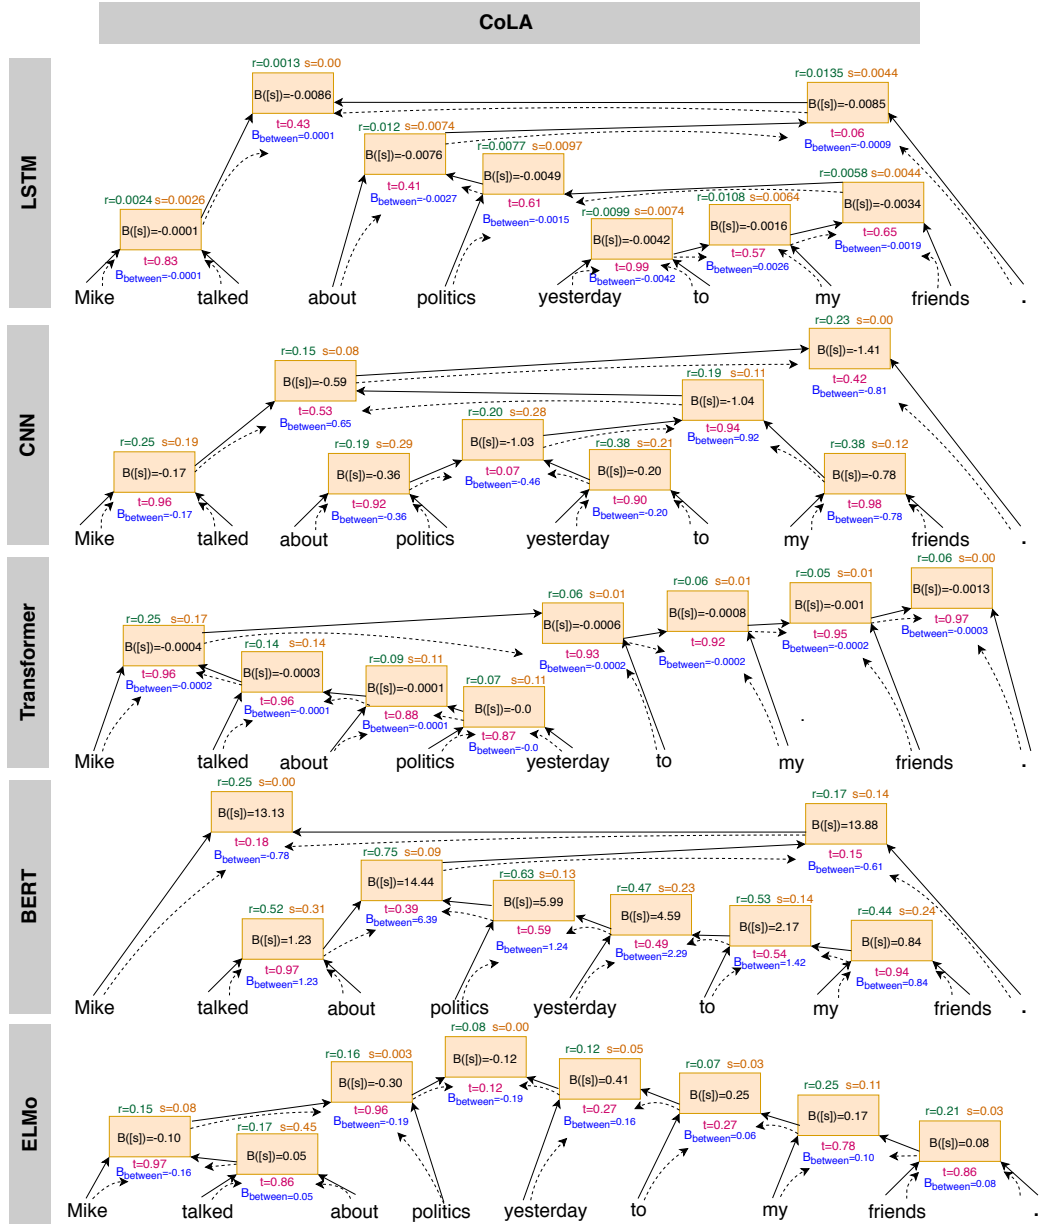 CoLA
LSTM
r=0.0013 s=0.00
B([s])=-0.0086
t=0.43
Bbetween=0.0001
r=0.0135 s=0.0044
B([s])=-0.0085
t=0.06
Bbetween=-0.0009
r=0.012 s=0.0074
B([s])=-0.0076
t=0.41
Bbetween=-0.0027
r=0.0077 s=0.0097
B([s])=-0.0049
t=0.61
Bbetween=-0.0015
r=0.0058 s=0.0044
B([s])=-0.0034
t=0.65
Bbetween=-0.0019
r=0.0024 s=0.0026
B([s])=-0.0001
t=0.83
Bbetween=-0.0001
r=0.0099 s=0.0074
B([s])=-0.0042
t=0.99
Bbetween=-0.0042
r=0.0108 s=0.0064
B([s])=-0.0016
t=0.57
Bbetween=0.0026
Mike talked about politics yesterday to my friends .
CNN
r=0.23 s=0.00
B([s])=-1.41
t=0.42
Bbetween=-0.81
r=0.15 s=0.08
B([s])=-0.59
t=0.53
Bbetween=0.65
r=0.19 s=0.11
B([s])=-1.04
t=0.94
Bbetween=0.92
r=0.20 s=0.28
B([s])=-1.03
t=0.07
Bbetween=-0.46
r=0.25 s=0.19
B([s])=-0.17
t=0.96
Bbetween=-0.17
r=0.19 s=0.29
B([s])=-0.36
t=0.92
Bbetween=-0.36
r=0.38 s=0.21
B([s])=-0.20
t=0.90
Bbetween=-0.20
r=0.38 s=0.12
B([s])=-0.78
t=0.98
Bbetween=-0.78
Mike talked about politics yesterday to my friends .
Transformer
r=0.06 s=0.00
B([s])=-0.0013
t=0.97
Bbetween=-0.0003
r=0.05 s=0.01
B([s])=-0.001
t=0.95
Bbetween=-0.0002
r=0.06 s=0.01
B([s])=-0.0008
t=0.92
Bbetween=-0.0002
r=0.06 s=0.01
B([s])=-0.0006
t=0.93
Bbetween=-0.0002
r=0.25 s=0.17
B([s])=-0.0004
t=0.96
Bbetween=-0.0002
r=0.14 s=0.14
B([s])=-0.0003
t=0.96
Bbetween=-0.0001
r=0.09 s=0.11
B([s])=-0.0001
t=0.88
Bbetween=-0.0001
r=0.07 s=0.11
B([s])=-0.0
t=0.87
Bbetween=-0.0
.
Mike talked about politics yesterday to my friends .
BERT
r=0.25 s=0.00
B([s])=13.13
t=0.18
Bbetween=-0.78
r=0.17 s=0.14
B([s])=13.88
t=0.15
Bbetween=-0.61
r=0.75 s=0.09
B([s])=14.44
t=0.39
Bbetween=6.39
r=0.63 s=0.13
B([s])=5.99
t=0.59
Bbetween=1.24
r=0.47 s=0.23
B([s])=4.59
t=0.49
Bbetween=2.29
r=0.53 s=0.14
B([s])=2.17
t=0.54
Bbetween=1.42
r=0.44 s=0.24
B([s])=0.84
t=0.94
Bbetween=0.84
r=0.52 s=0.31
B([s])=1.23
t=0.97
Bbetween=1.23
Mike talked about politics yesterday to my friends .
ELMo
r=0.08 s=0.00
B([s])=-0.12
t=0.12
Bbetween=-0.19
r=0.16 s=0.003
B([s])=-0.30
t=0.96
Bbetween=-0.19
r=0.12 s=0.05
B([s])=0.41
t=0.27
Bbetween=0.16
r=0.07 s=0.03
B([s])=0.25
t=0.27
Bbetween=0.06
r=0.25 s=0.11
B([s])=0.17
t=0.78
Bbetween=0.10
r=0.15 s=0.08
B([s])=-0.10
t=0.97
Bbetween=-0.16
r=0.17 s=0.45
B([s])=0.05
t=0.86
Bbetween=0.05
r=0.21 s=0.03
B([s])=0.08
t=0.86
Bbetween=0.08
Mike talked about politics yesterday to my friends .